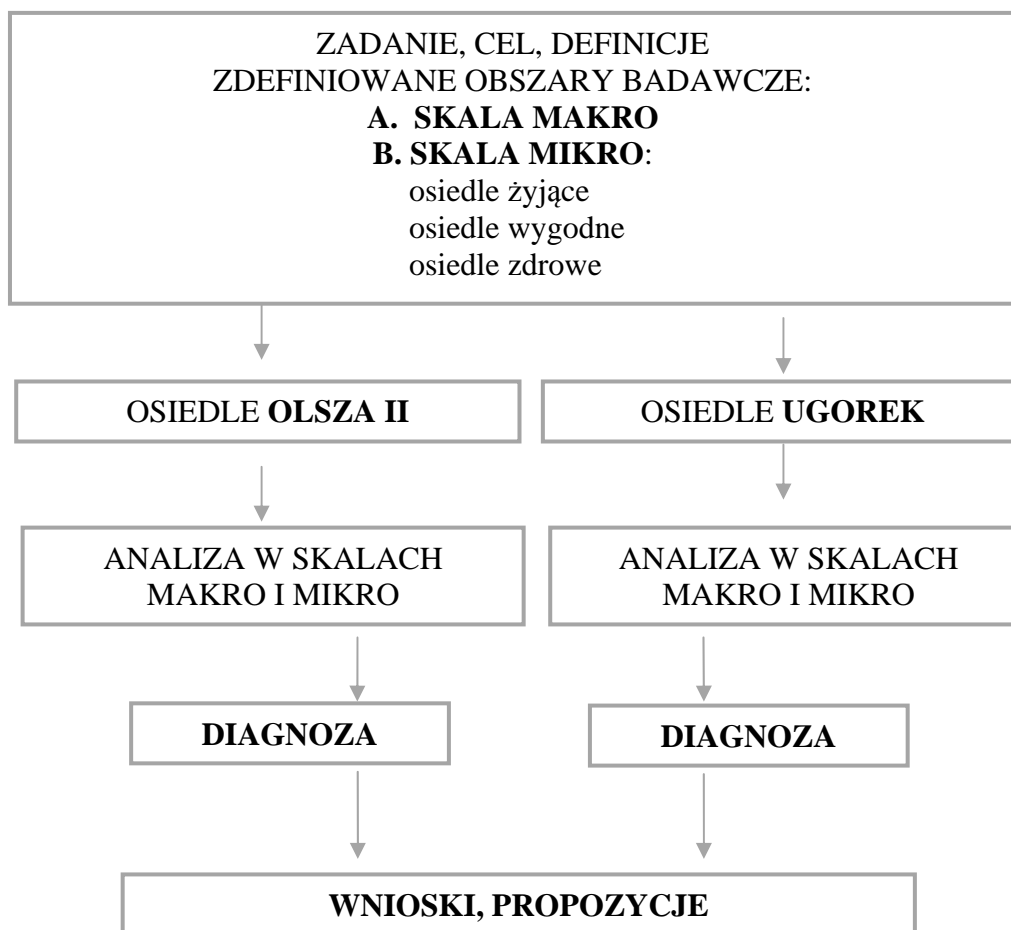 ZADANIE, CEL, DEFINICJE
ZDEFINIOWANE OBSZARY BADAWCZE:
A. SKALA MAKRO
B. SKALA MIKRO:
osiedle żyjące
osiedle wygodne
osiedle zdrowe
OSIEDLE OLSZA II
OSIEDLE UGOREK
ANALIZA W SKALACH
MAKRO I MIKRO
ANALIZA W SKALACH
MAKRO I MIKRO
DIAGNOZA
DIAGNOZA
WNIOSKI, PROPOZYCJE